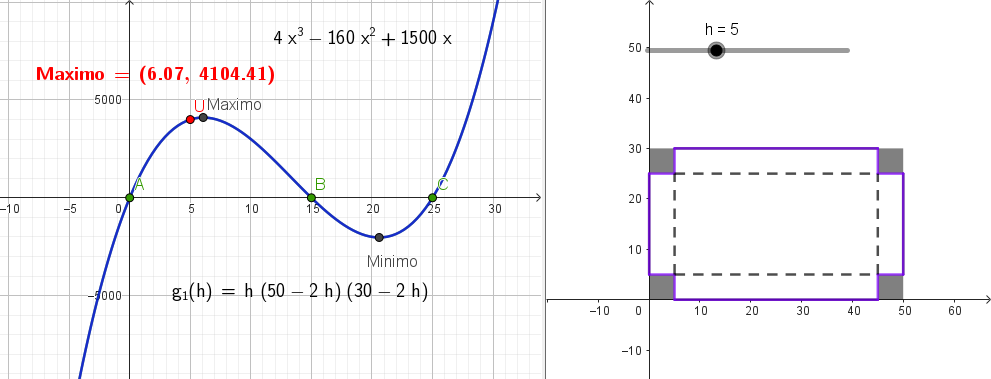 4 x³ − 160 x² + 1500 x
Maximo = (6.07, 4104.41)
5000
U Maximo
A
B
C
−10
−5
0
5
10
15
20
25
30
Minimo
−5000
g₁(h) = h (50 − 2 h) (30 − 2 h)
h = 5
50
40
30
20
10
−10
0
10
20
30
40
50
60
−10